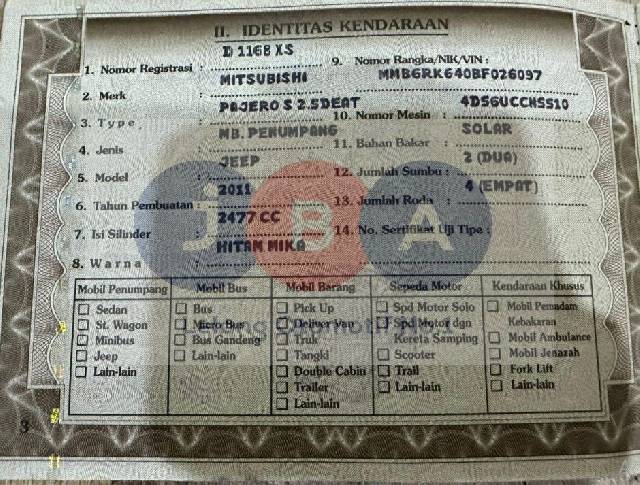 II. IDENTITAS KENDARAAN
1. Nomor Registrasi : D 1168 XS
2. Merk : MITSUBISHI
3. Type : PAJERO S 2.5DEAT
4. Jenis : MB. PENUMPANG
5. Model : JEEP
6. Tahun Pembuatan : 2011
7. Isi Silinder : 2477 CC
8. Warna : HITAM MIKA
9. Nomor Rangka/NIK/VIN : MMBGRK640BF026097
10. Nomor Mesin : 4D56UCCH5510
11. Bahan Bakar : SOLAR
12. Jumlah Sumbu : 2 (DUA)
13. Jumlah Roda : 4 (EMPAT)
14. No. Sertifikat Uji Tipe :
JBA
Mobil Penumpang
Sedan
St. Wagon
Minibus
Jeep
Lain-lain
Mobil Bus
Bus
Micro Bus
Bus Gandeng
Lain-lain
Mobil Barang
Pick Up
Deliver Van
Truk
Tangki
Double Cabin
Trailer
Lain-lain
Sepeda Motor
Spd Motor Solo
Spd Motor dgn
Kereta Samping
Scooter
Trail
Lain-lain
Kendaraan Khusus
Mobil Pemadam
Kebakaran
Mobil Ambulance
Mobil Jenazah
Fork Lift
Lain-lain
3